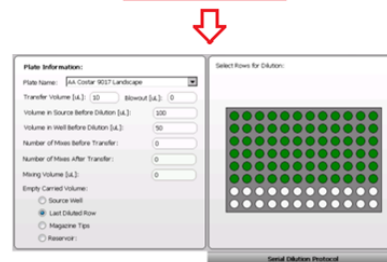 Plate Information:
Plate Name: AA Costar 9017 Landscape
Transfer Volume [uL]: 10 Blowout [uL]: 0
Volume in Source Before Dilution [uL]: 100
Volume in Well Before Dilution [uL]: 50
Number of Mixes Before Transfer: 0
Number of Mixes After Transfer: 0
Mixing Volume [uL]: 0
Empty Carried Volume:
Source Well
Last Diluted Row
Magazine Tips
Reservoir:
Select Rows for Dilution:
Serial Dilution Protocol